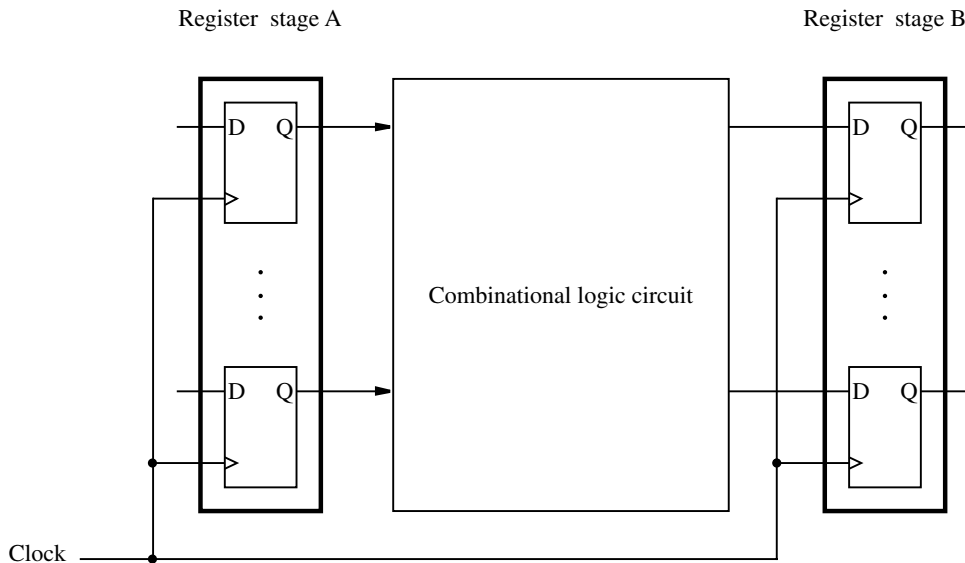 Register stage A
Register stage B
D Q
D Q
Combinational logic circuit
D Q
D Q
Clock